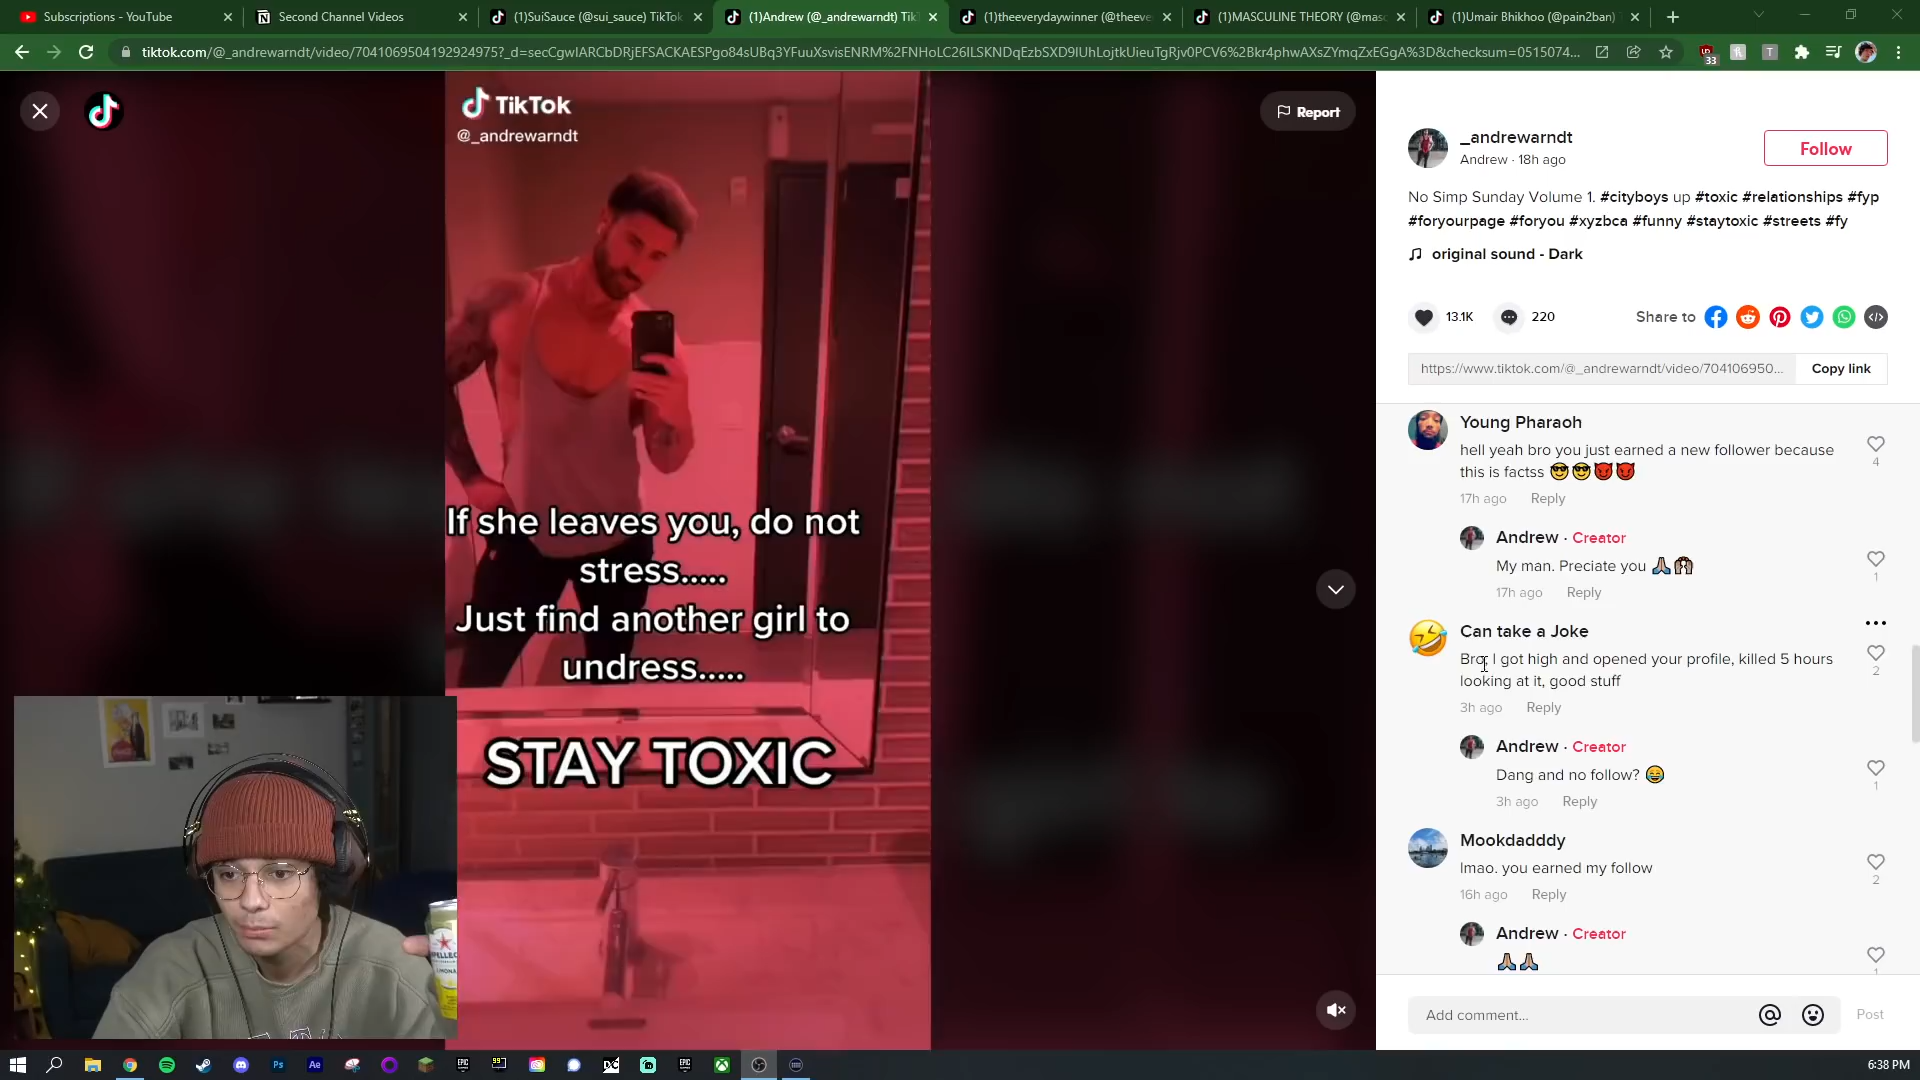 Subscriptions - YouTube
Second Channel Videos
(1)SuiSauce (@sui_sauce) TikTok
(1)Andrew (@_andrewarndt) Tik
(1)theeverydaywinner (@theeve
(1)MASCULINE THEORY (@mas
(1)Umair Bhikhoo (@pain2ban)
tiktok.com/@_andrewarndt/video/7041069504192924975?_d=secCgwIARCbDRjEFSACKAESPgo84sUBq3YFuuXsvisENRM%2FNHoLC26ILSKNDqEzbSXD9IUhLojtkUieuTgRjv0PCV6%2Bkr4phwAXsZYmqZxEGgA%3D&checksum=0515074...
33
TikTok
@_andrewarndt
Report
If she leaves you, do not
stress.....
Just find another girl to
undress.....
STAY TOXIC
_andrewarndt
Andrew · 18h ago
Follow
No Simp Sunday Volume 1. #cityboys up #toxic #relationships #fyp
#foryourpage #foryou #xyzbca #funny #staytoxic #streets #fy
original sound - Dark
13.1K
220
Share to
https://www.tiktok.com/@_andrewarndt/video/704106950...
Copy link
Young Pharaoh
hell yeah bro you just earned a new follower because
this is factss 😎😎😈😈
4
17h ago Reply
Andrew · Creator
My man. Preciate you 🙏🏽🙌🏽
1
17h ago Reply
Can take a Joke
Bro, I got high and opened your profile, killed 5 hours
looking at it, good stuff
2
3h ago Reply
Andrew · Creator
Dang and no follow? 😂
1
3h ago Reply
Mookdadddy
lmao. you earned my follow
2
16h ago Reply
Andrew · Creator
🙏🏽🙏🏽
1
Add comment...
Post
6:38 PM